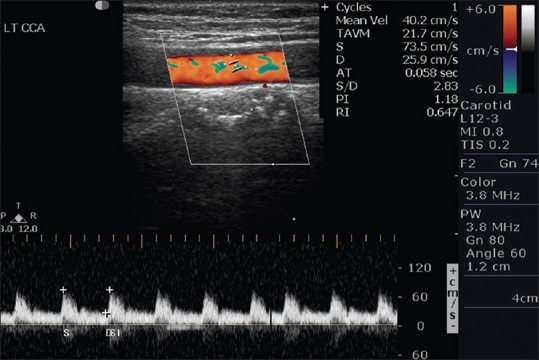 LT CCA
+ Cycles 1
Mean Vel 40.2 cm/s
TAVM 21.7 cm/s
S 73.5 cm/s
D 25.9 cm/s
AT 0.058 sec
S/D 2.83
PI 1.18
RI 0.647
+6.0
cm/s
-6.0
Carotid
L12-3
MI 0.8
TIS 0.2
F2 Gn 74
Color
3.8 MHz
PW
3.8 MHz
Gn 80
Angle 60
1.2 cm
4cm
T
P R
3.0 12.0
120
60
0
60
+cm/s-
S